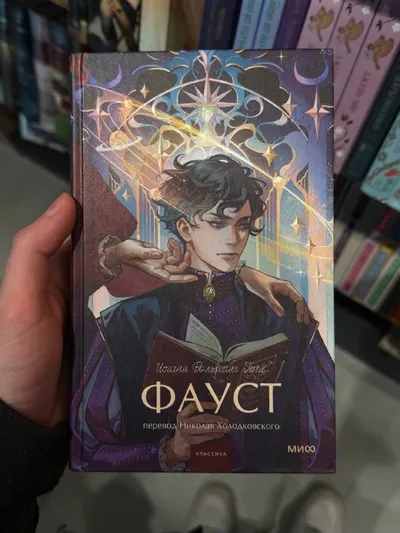 Иоганн Вольфганг Гёте
ФАУСТ
перевод Николая Холодковского
КЛАССИКА
МИФ